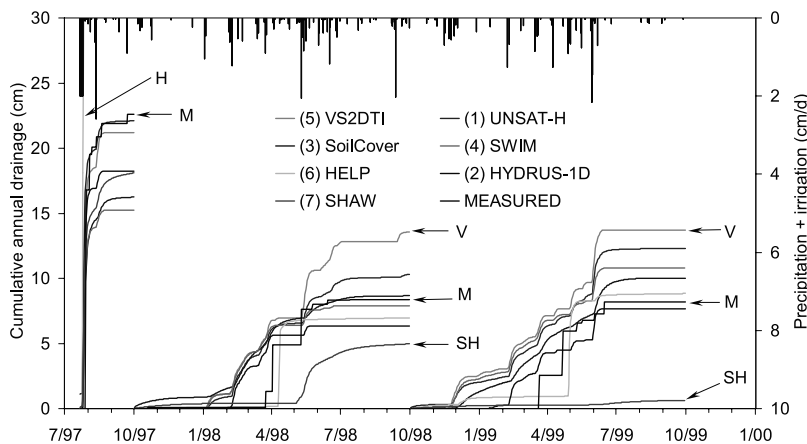 30 0
H
25 2
M
(5) VS2DTI (1) UNSAT-H
(3) SoilCover (4) SWIM
20 (6) HELP (2) HYDRUS-1D 4
(7) SHAW MEASURED
15 V V
6
10
M M
8
5 SH
SH
0 10
7/97 10/97 1/98 4/98 7/98 10/98 1/99 4/99 7/99 10/99 1/00
Cumulative annual drainage (cm)
Precipitation + irrigation (cm/d)